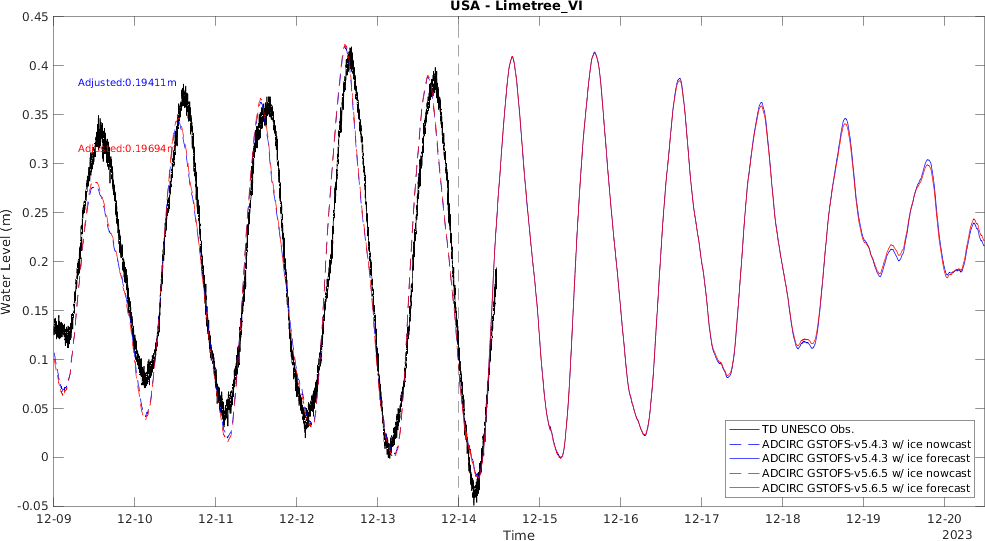 USA - Limetree_VI
0.45
0.4
0.35
0.3
0.25
0.2
0.15
0.1
0.05
0
-0.05
Water Level (m)
Adjusted:0.19411m
Adjusted:0.19694m
TD UNESCO Obs.
ADCIRC GSTOFS-v5.4.3 w/ ice nowcast
ADCIRC GSTOFS-v5.4.3 w/ ice forecast
ADCIRC GSTOFS-v5.6.5 w/ ice nowcast
ADCIRC GSTOFS-v5.6.5 w/ ice forecast
12-09 12-10 12-11 12-12 12-13 12-14 12-15 12-16 12-17 12-18 12-19 12-20
Time
2023